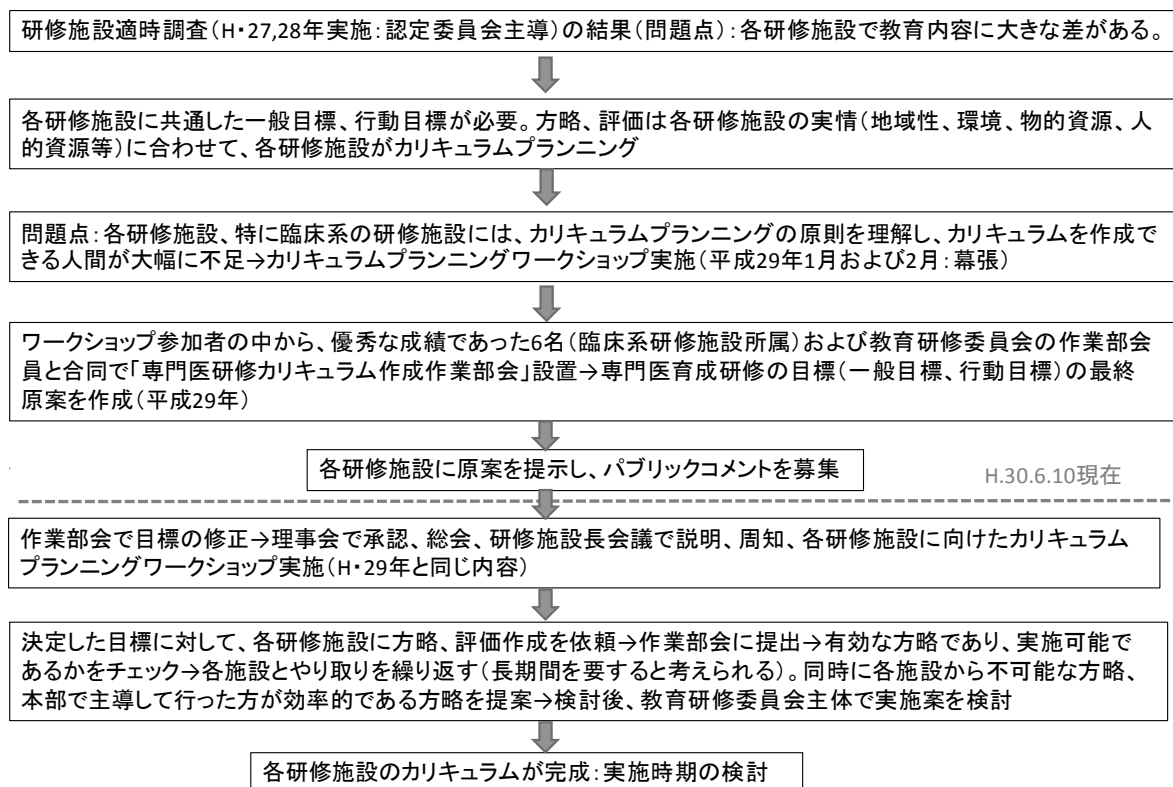 研修施設適時調査(H・27,28年実施:認定委員会主導)の結果(問題点):各研修施設で教育内容に大きな差がある。
各研修施設に共通した一般目標、行動目標が必要。方略、評価は各研修施設の実情(地域性、環境、物的資源、人
的資源等)に合わせて、各研修施設がカリキュラムプランニング
問題点:各研修施設、特に臨床系の研修施設には、カリキュラムプランニングの原則を理解し、カリキュラムを作成で
きる人間が大幅に不足→カリキュラムプランニングワークショップ実施(平成29年1月および2月:幕張)
ワークショップ参加者の中から、優秀な成績であった6名(臨床系研修施設所属)および教育研修委員会の作業部会
員と合同で「専門医研修カリキュラム作成作業部会」設置→専門医育成研修の目標(一般目標、行動目標)の最終
原案を作成(平成29年)
各研修施設に原案を提示し、パブリックコメントを募集
H.30.6.10現在
作業部会で目標の修正→理事会で承認、総会、研修施設長会議で説明、周知、各研修施設に向けたカリキュラム
プランニングワークショップ実施(H・29年と同じ内容)
決定した目標に対して、各研修施設に方略、評価作成を依頼→作業部会に提出→有効な方略であり、実施可能で
あるかをチェック→各施設とやり取りを繰り返す(長期間を要すると考えられる)。同時に各施設から不可能な方略、
本部で主導して行った方が効率的である方略を提案→検討後、教育研修委員会主体で実施案を検討
各研修施設のカリキュラムが完成:実施時期の検討